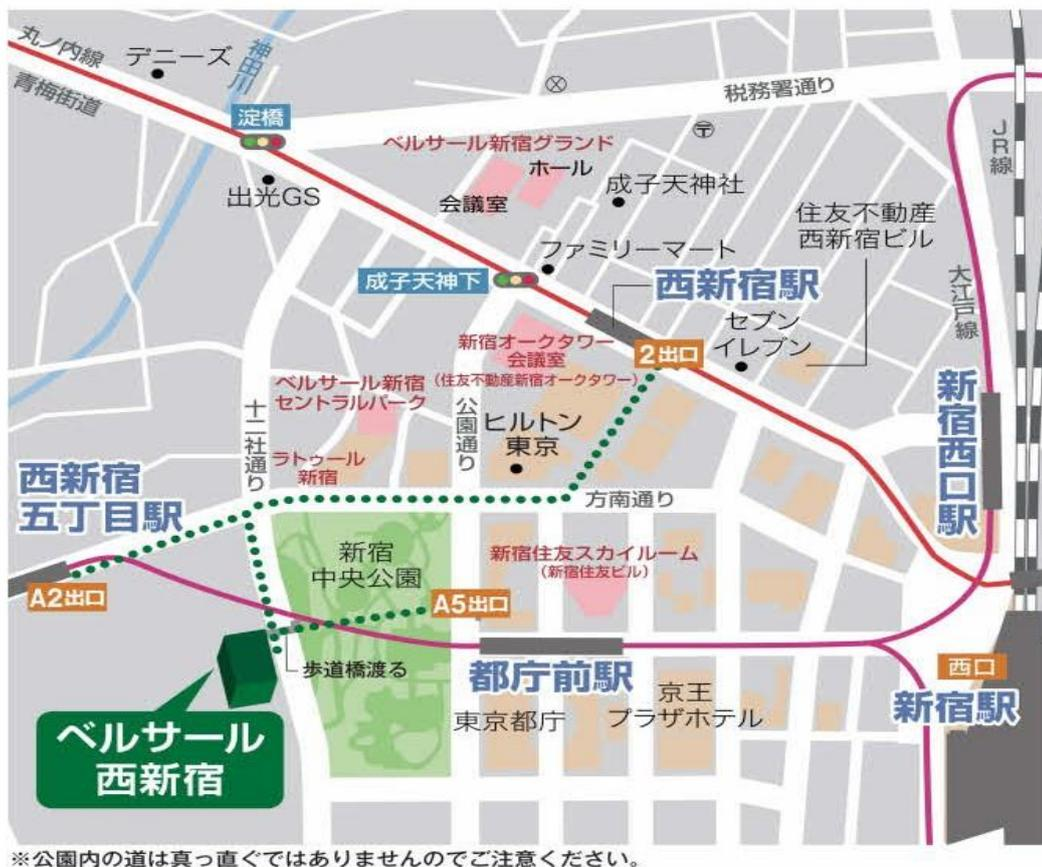 丸ノ内線
青梅街道
デニーズ
神田川
税務署通り
JR線
淀橋
出光GS
ベルサール新宿グランド
ホール
会議室
成子天神社
住友不動産
西新宿ビル
成子天神下
ファミリーマート
西新宿駅
大江戸線
セブン
イレブン
2出口
新宿オークタワー
会議室
(住友不動産新宿オークタワー)
ベルサール新宿
セントラルパーク
十二社通り
公園通り
ヒルトン
東京
ラトゥール
新宿
新宿西口駅
西新宿
五丁目駅
方南通り
新宿
中央公園
新宿住友スカイルーム
(新宿住友ビル)
A2出口
A5出口
歩道橋渡る
都庁前駅
西口
新宿駅
東京都庁
京王
プラザホテル
ベルサール
西新宿
※公園内の道は真っ直ぐではありませんのでご注意ください。